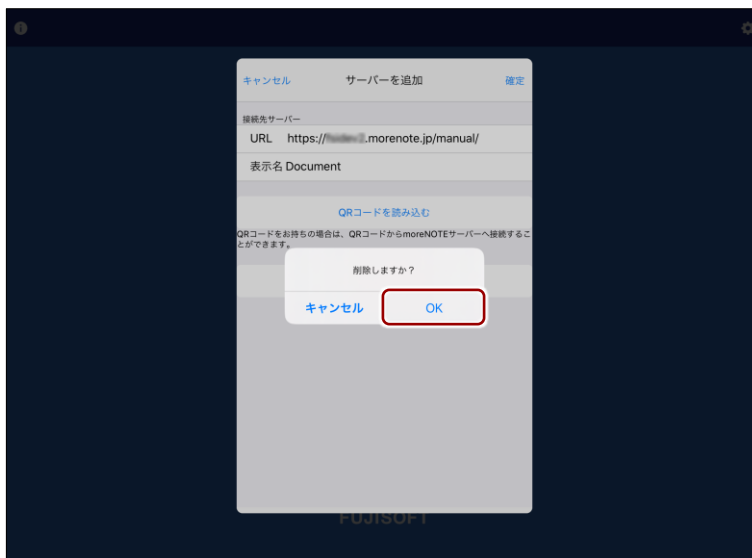 キャンセル サーバーを追加 確定
接続先サーバー
URL https://.morenote.jp/manual/
表示名 Document
QRコードを読み込む
QRコードをお持ちの場合は、QRコードからmoreNOTEサーバーへ接続するこ
とができます。
削除しますか？
キャンセル OK
FUJISOFT